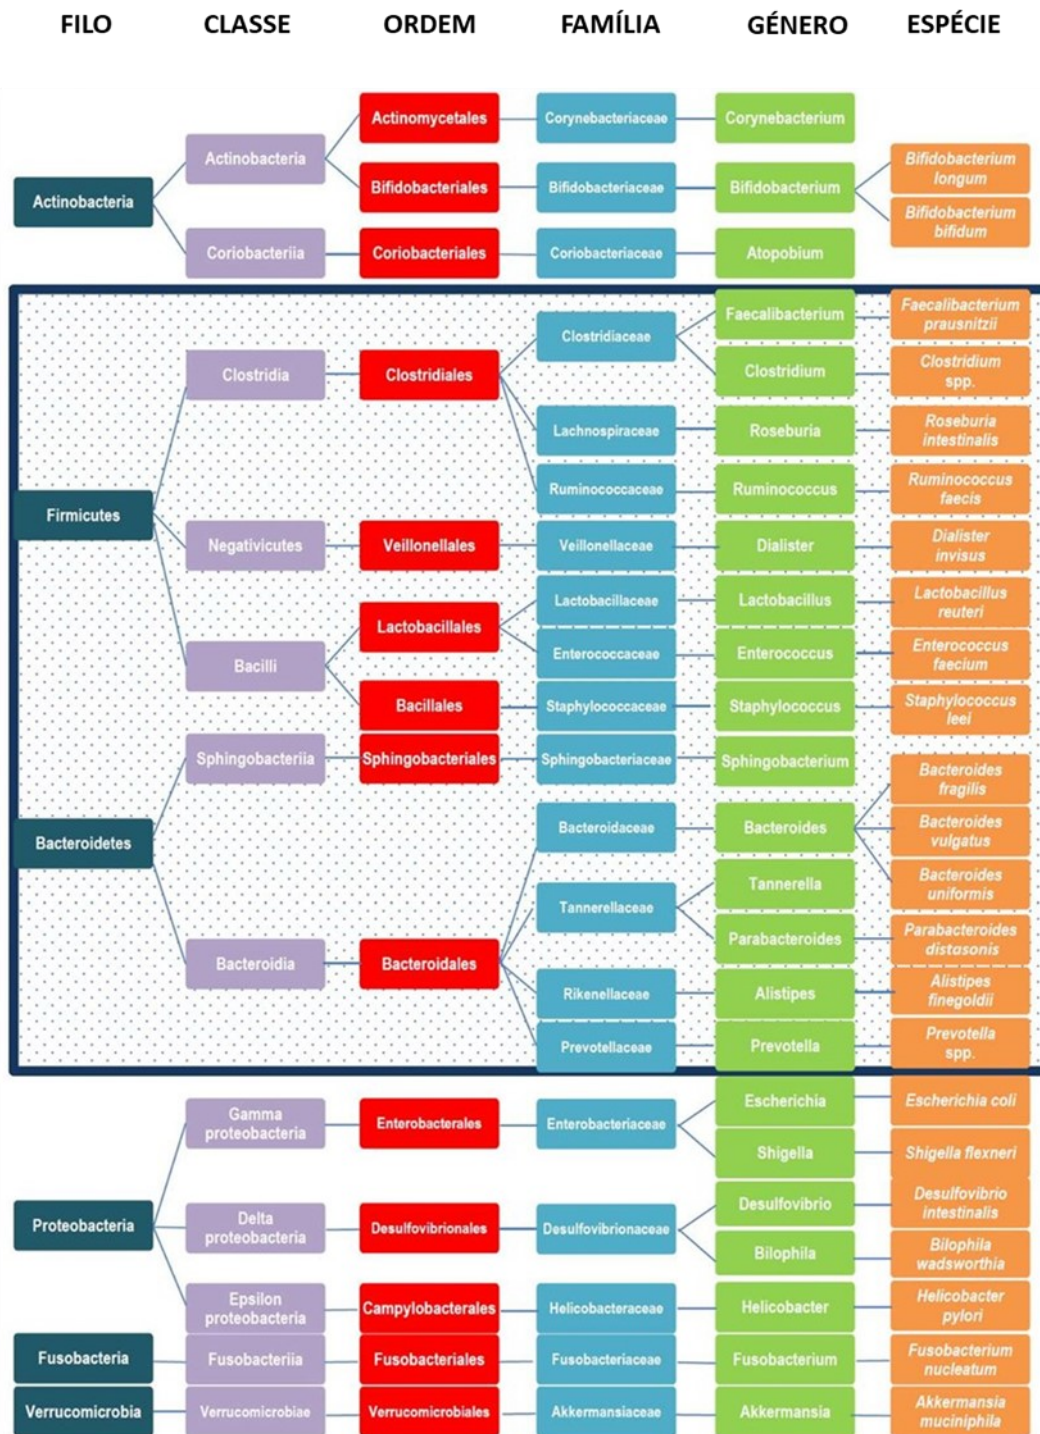 FILO CLASSE ORDEM FAMÍLIA GÉNERO ESPÉCIE
Actinomycetales Corynebacteriaceae Corynebacterium
Actinobacteria
Bifidobacterium
longum
Bifidobacteriales Bifidobacteriaceae Bifidobacterium
Actinobacteria
Bifidobacterium
bifidum
Coriobacteriia Coriobacteriales Coriobacteriaceae Atopobium
Faecalibacterium
Faecalibacterium
prausnitzii
Clostridiaceae
Clostridia Clostridiales Clostridium
Clostridium
spp.
Lachnospiraceae Roseburia
Roseburia
intestinalis
Ruminococcaceae Ruminococcus
Ruminococcus
faecis
Firmicutes
Negativicutes Veillonellales Veillonellaceae Dialister
Dialister
invisus
Lactobacillaceae Lactobacillus
Lactobacillus
reuteri
Lactobacillales
Enterococcaceae Enterococcus
Enterococcus
faecium
Bacilli
Bacillales Staphylococcaceae Staphylococcus
Staphylococcus
leei
Sphingobacteriia Sphingobacteriales Sphingobacteriaceae Sphingobacterium
Bacteroides
fragilis
Bacteroidetes Bacteroidaceae Bacteroides
Bacteroides
vulgatus
Bacteroides
uniformis
Tannerella
Tannerellaceae
Parabacteroides
Parabacteroides
distasonis
Bacteroidia Bacteroidales
Rikenellaceae Alistipes
Alistipes
finegoldii
Prevotellaceae Prevotella
Prevotella
spp.
Escherichia Escherichia coli
Gamma
proteobacteria
Enterobacterales Enterobacteriaceae
Shigella Shigella flexneri
Desulfovibrio
Desulfovibrio
intestinalis
Proteobacteria
Delta
proteobacteria
Desulfovibrionales Desulfovibrionaceae
Bilophila
Bilophila
wadsworthia
Epsilon
proteobacteria
Campylobacterales Helicobacteraceae Helicobacter
Helicobacter
pylori
Fusobacteria Fusobacteriia Fusobacteriales Fusobacteriaceae Fusobacterium
Fusobacterium
nucleatum
Verrucomicrobia Verrucomicrobiae Verrucomicrobiales Akkermansiaceae Akkermansia
Akkermansia
muciniphila